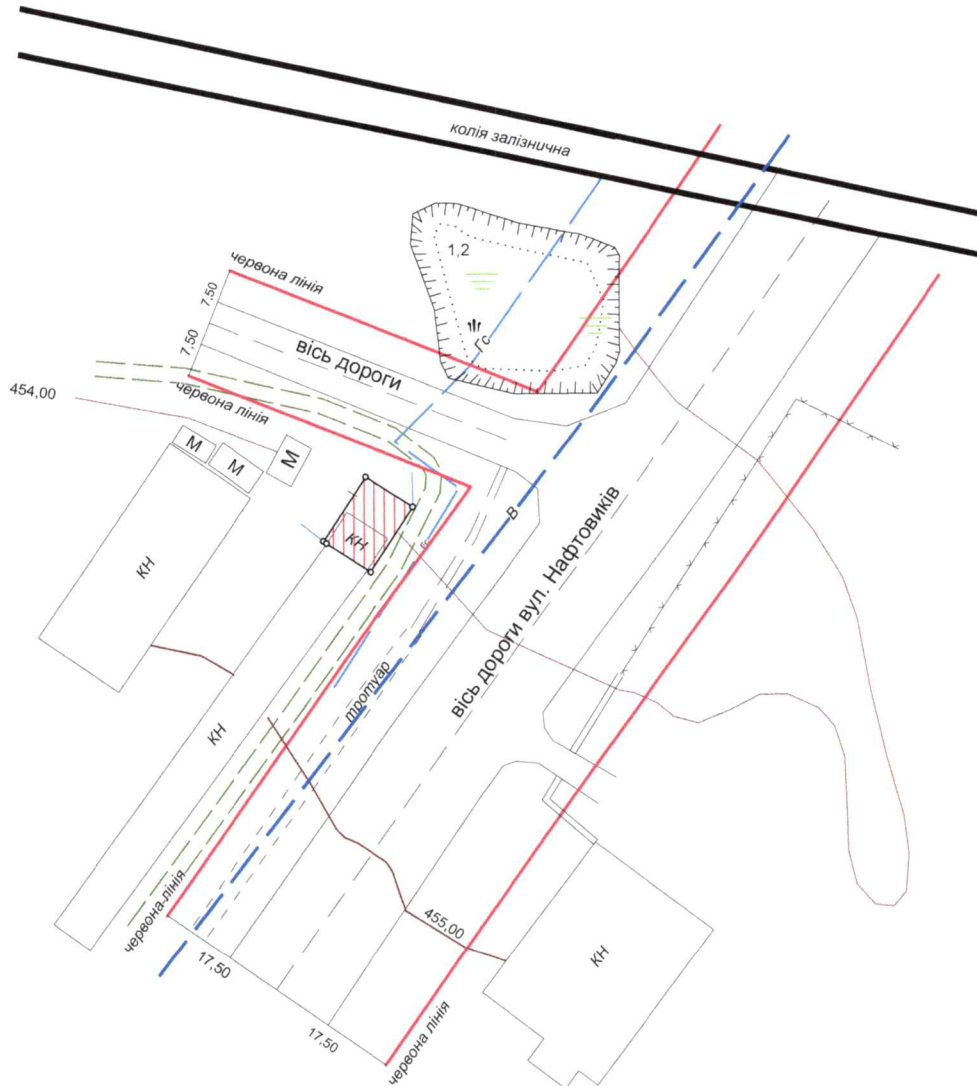 колія залізнична
1,2
червона лінія
7,50
Гс
7,50
вісь дороги
454,00
червона лінія
М
М
М
КН
В
КН
вісь дороги вул. Нафтовиків
тротуар
КН
червона лінія
455,00
17,50
КН
17,50
червона лінія